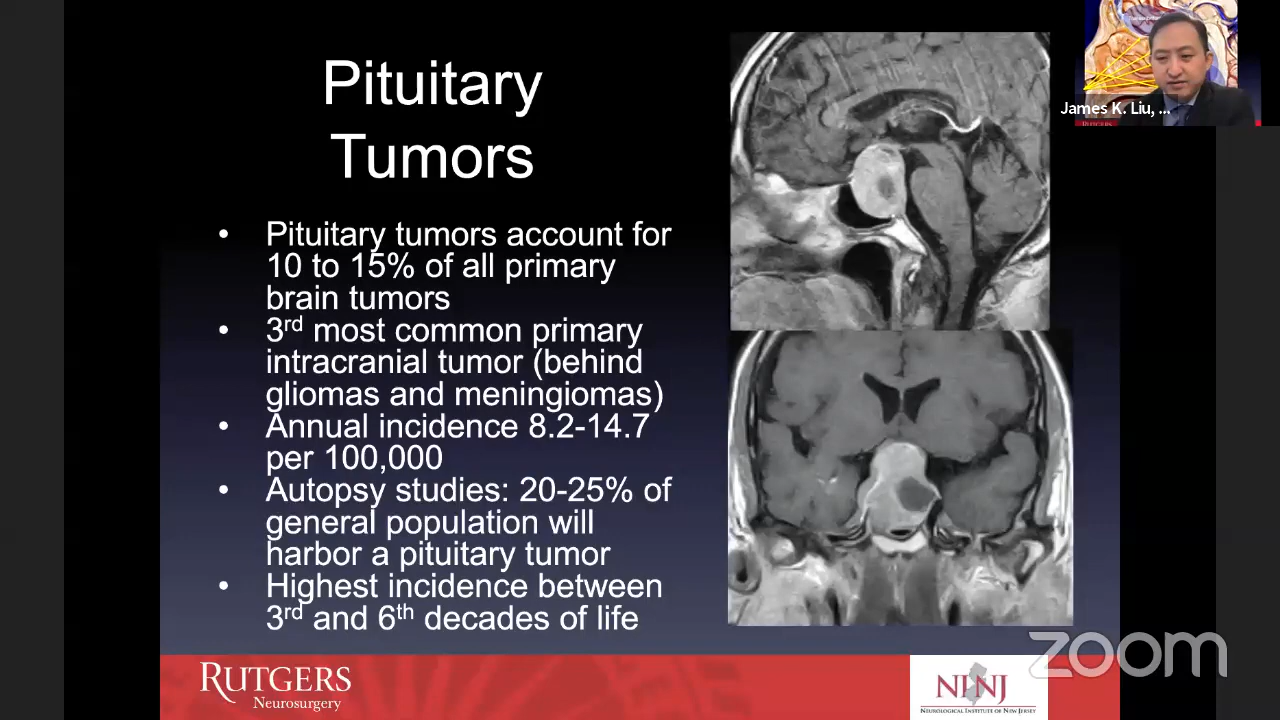 Pituitary
Tumors
• Pituitary tumors account for
10 to 15% of all primary
brain tumors
• 3rd most common primary
intracranial tumor (behind
gliomas and meningiomas)
• Annual incidence 8.2-14.7
per 100,000
• Autopsy studies: 20-25% of
general population will
harbor a pituitary tumor
• Highest incidence between
3rd and 6th decades of life
James K. Liu, ...
RUTGERS
RUTGERS
Neurosurgery
NINJ
NEUROLOGICAL INSTITUTE OF NEW JERSEY
zoom